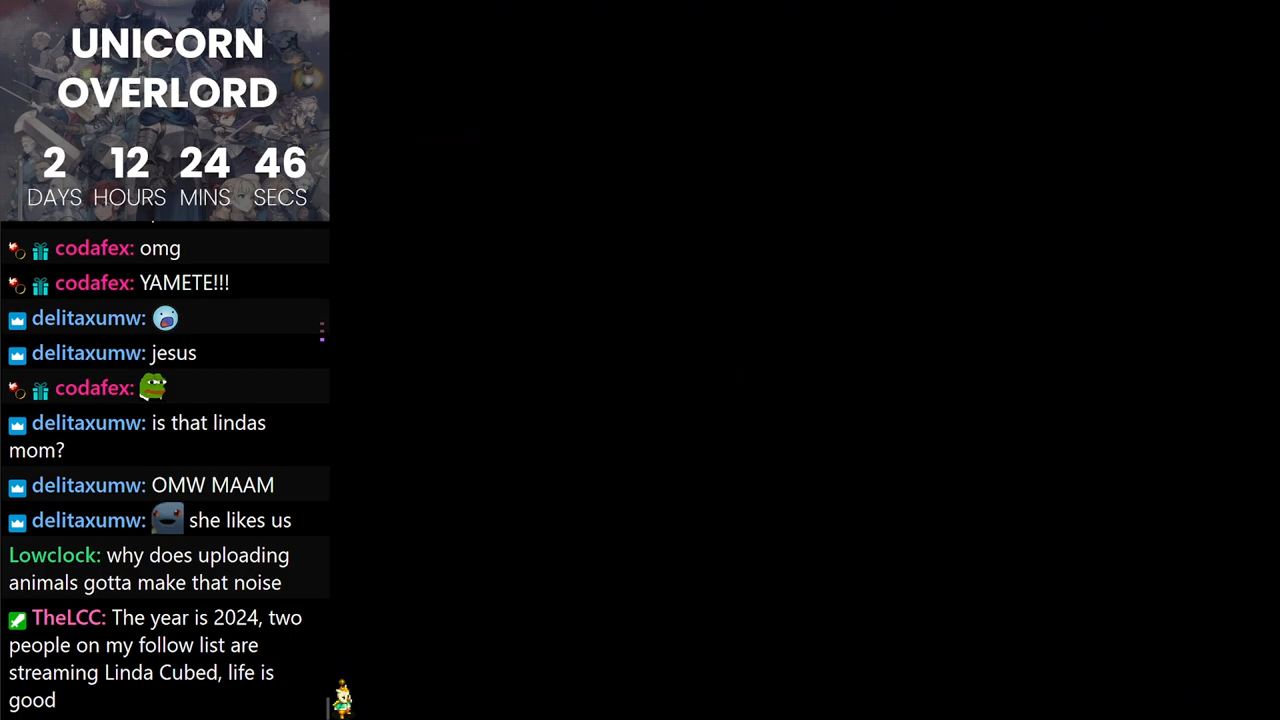 UNICORN
OVERLORD
2 12 24 46
DAYS HOURS MINS SECS
codafex: omg
codafex: YAMETE!!!
delitaxumw:
delitaxumw: jesus
codafex:
delitaxumw: is that lindas
mom?
delitaxumw: OMW MAAM
delitaxumw: she likes us
Lowclock: why does uploading
animals gotta make that noise
TheLCC: The year is 2024, two
people on my follow list are
streaming Linda Cubed, life is
good